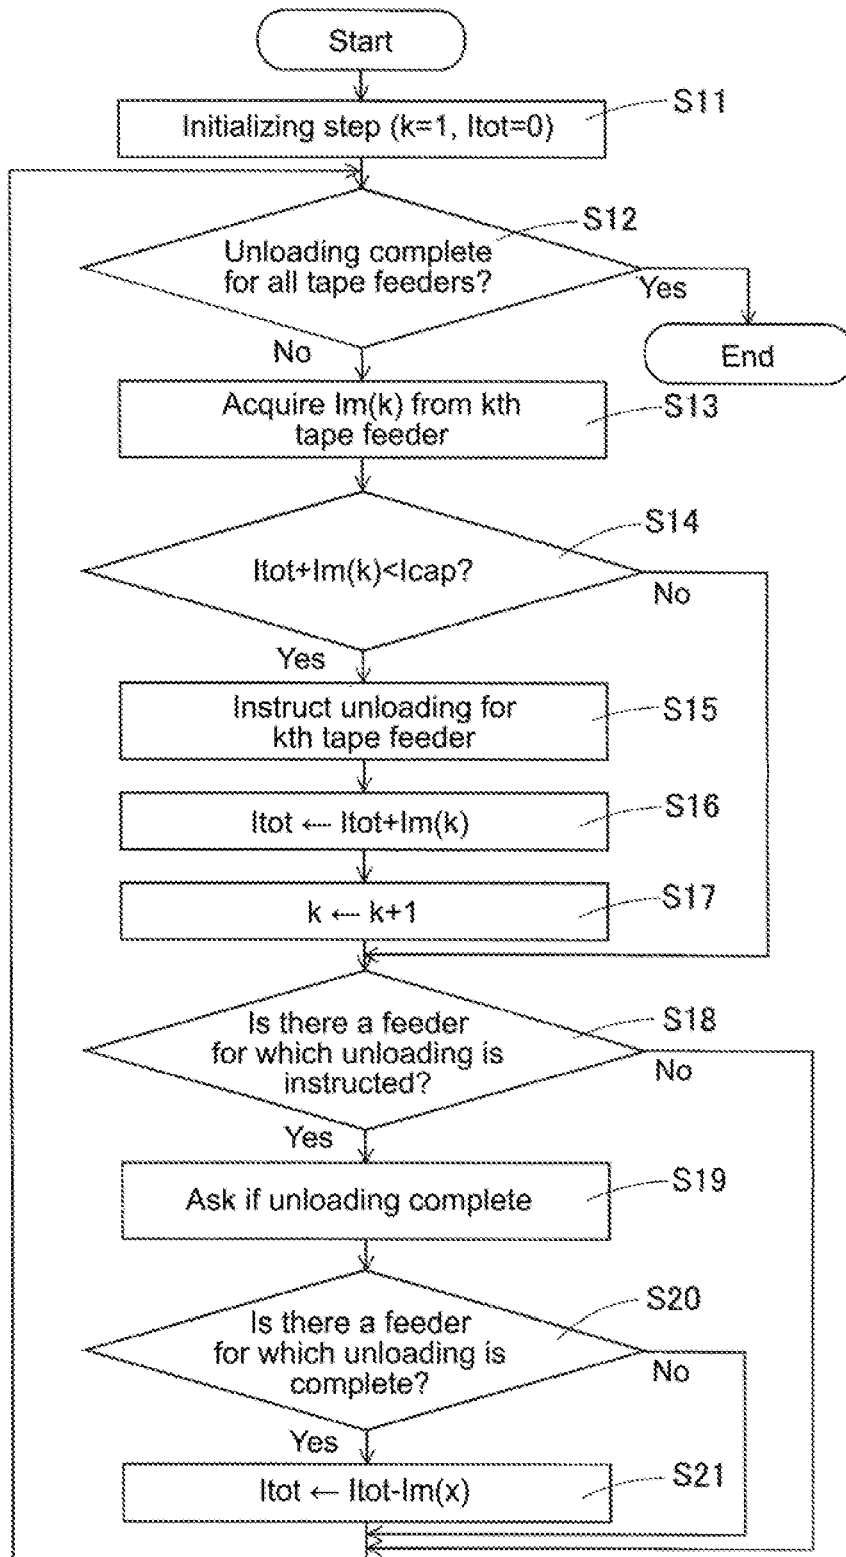 Start
Initializing step (k=1, Itot=0)
S11
Unloading complete
for all tape feeders?
S12
Yes
No
End
Acquire Im(k) from kth
tape feeder
S13
Itot+Im(k)<Icap?
S14
No
Yes
Instruct unloading for
kth tape feeder
S15
Itot ← Itot+Im(k)
S16
k ← k+1
S17
Is there a feeder
for which unloading is
instructed?
S18
No
Yes
Ask if unloading complete
S19
Is there a feeder
for which unloading is
complete?
S20
No
Yes
Itot ← Itot-Im(x)
S21